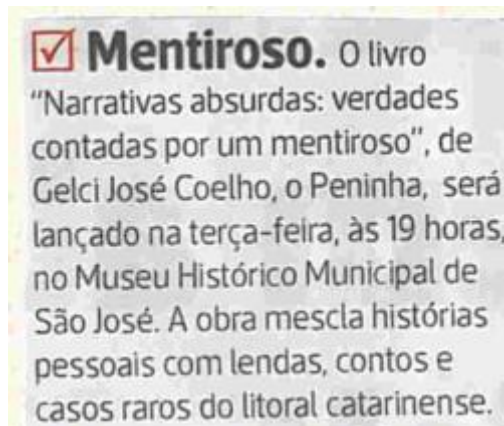 Mentiroso. O livro
“Narrativas absurdas: verdades
contadas por um mentiroso”, de
Gelci José Coelho, o Peninha, será
lançado na terça-feira, às 19 horas,
no Museu Histórico Municipal de
São José. A obra mescla histórias
pessoais com lendas, contos e
casos raros do litoral catarinense.